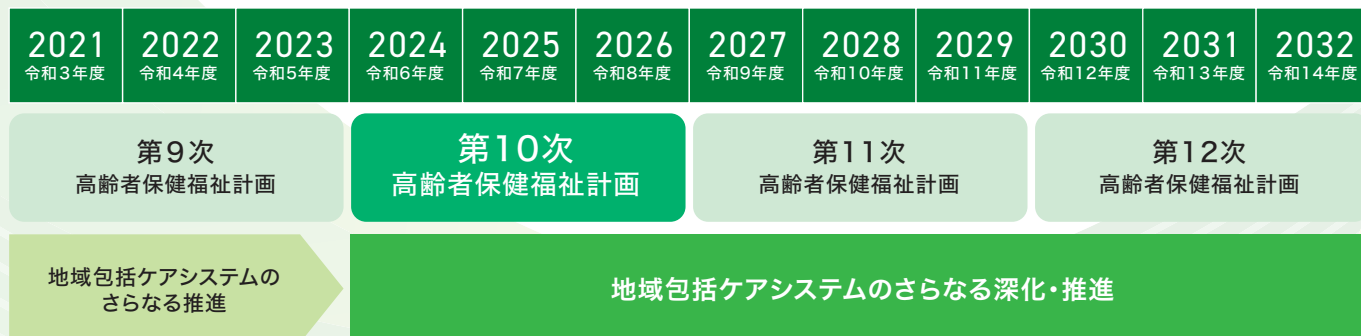 2021 2022 2023 2024 2025 2026 2027 2028 2029 2030 2031 2032
令和3年度 令和4年度 令和5年度 令和6年度 令和7年度 令和8年度 令和9年度 令和10年度 令和11年度 令和12年度 令和13年度 令和14年度
第9次
高齢者保健福祉計画
第10次
高齢者保健福祉計画
第11次
高齢者保健福祉計画
第12次
高齢者保健福祉計画
地域包括ケアシステムの
さらなる推進
地域包括ケアシステムのさらなる深化・推進